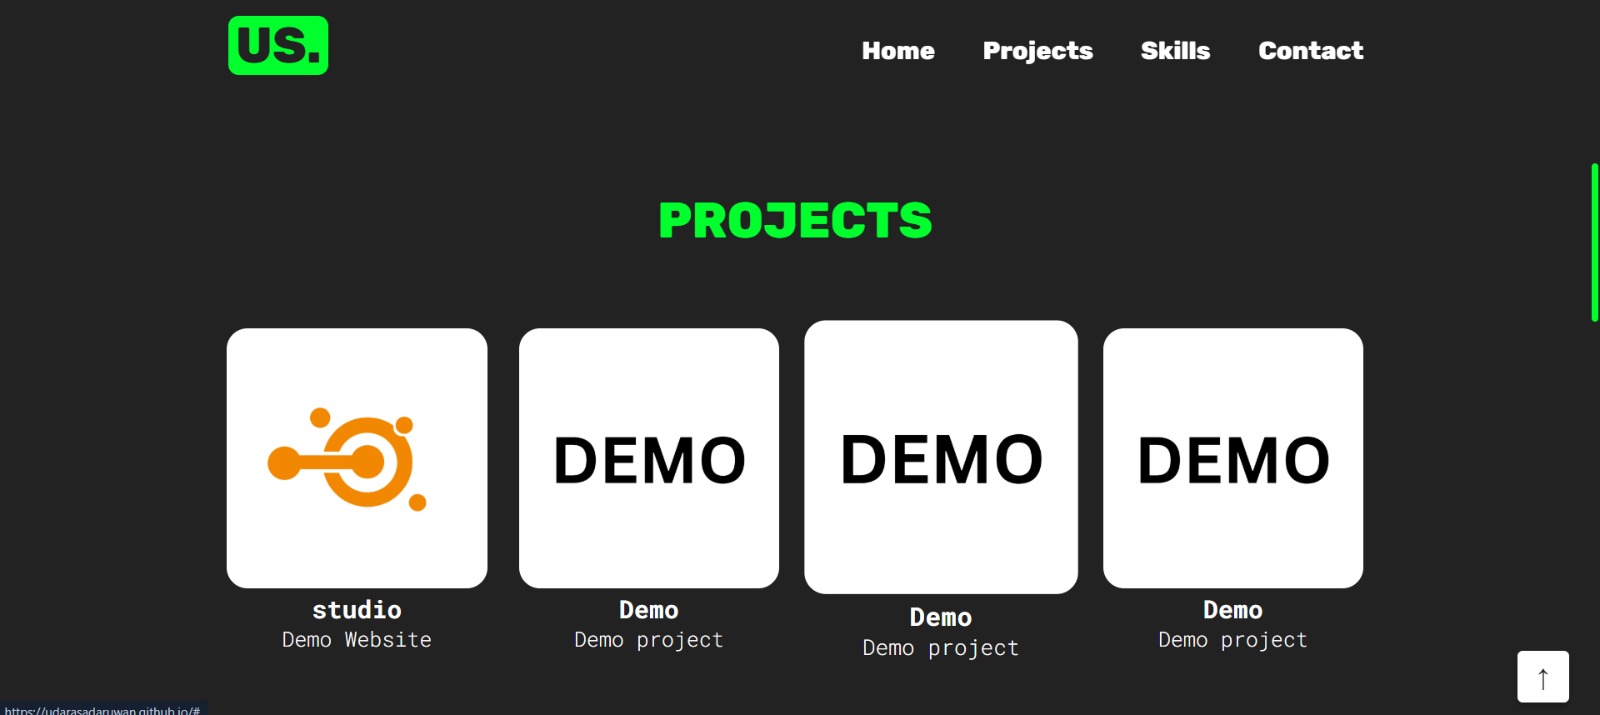 US.
Home Projects Skills Contact
PROJECTS
DEMO DEMO DEMO
studio Demo Demo Demo
Demo Website Demo project Demo project Demo project
↑
https://udarasadaruwan.github.io/#